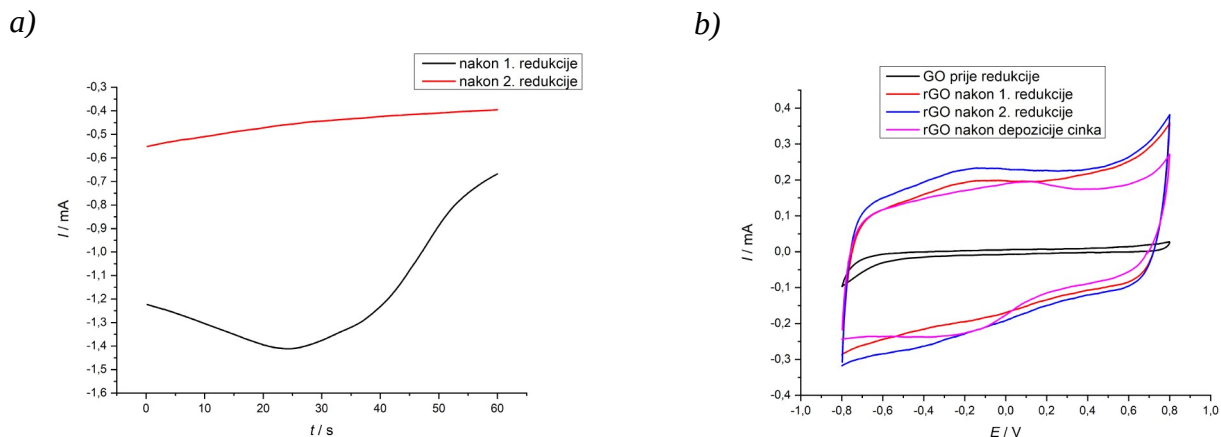 a)
nakon 1. redukcije
nakon 2. redukcije
-0,3
-0,4
-0,5
-0,6
-0,7
-0,8
-0,9
-1,0
-1,1
-1,2
-1,3
-1,4
-1,5
-1,6
I / mA
0 10 20 30 40 50 60
t / s
b)
GO prije redukcije
rGO nakon 1. redukcije
rGO nakon 2. redukcije
rGO nakon depozicije cinka
0,4
0,3
0,2
0,1
0,0
-0,1
-0,2
-0,3
0,4
I / mA
-1,0 -0,8 -0,6 -0,4 -0,2 0,0 0,2 0,4 0,6 0,8 1,0
E / V